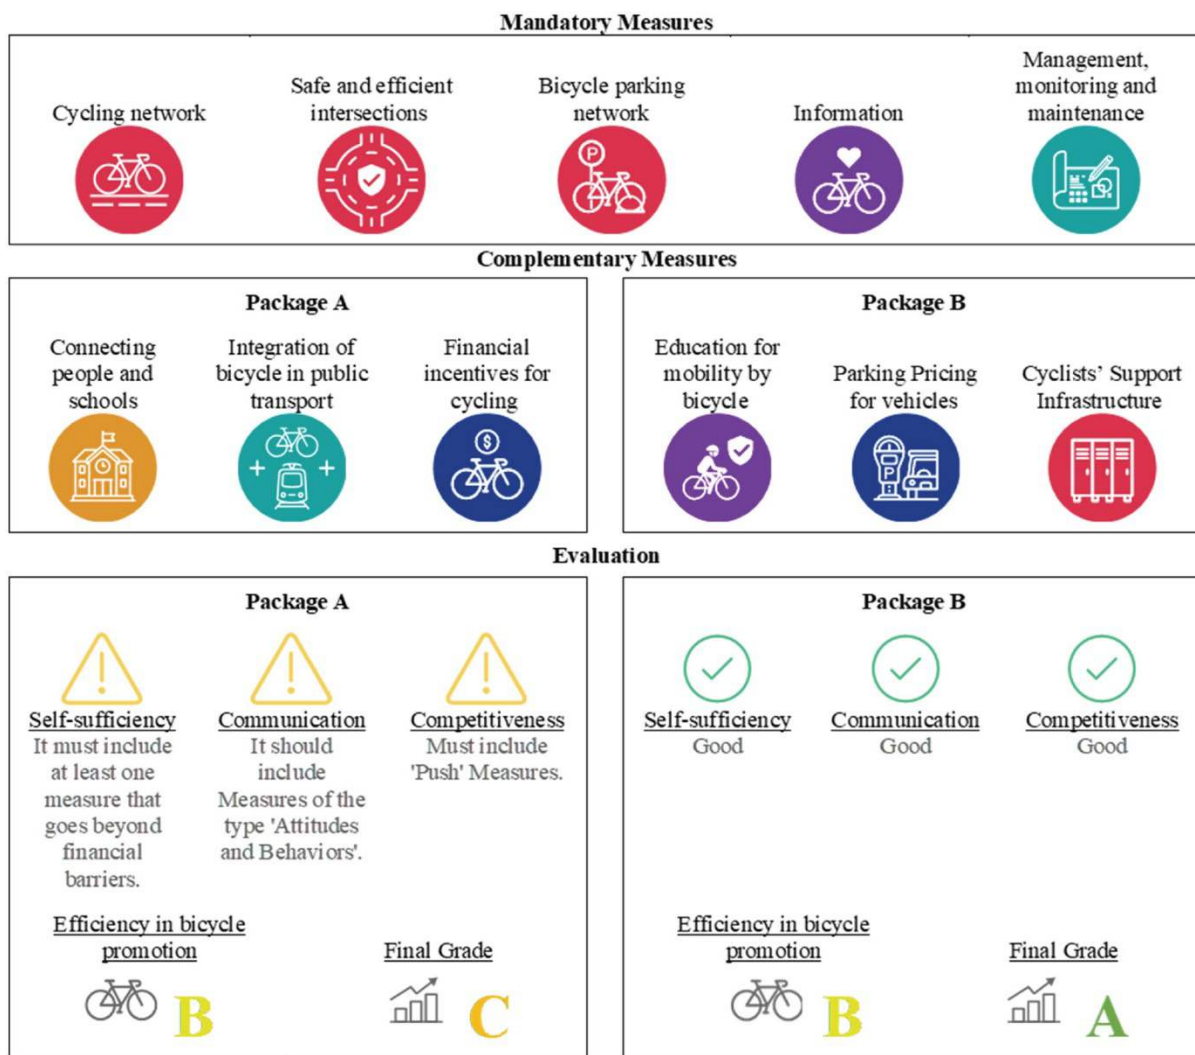 Mandatory Measures
Cycling network
Safe and efficient
intersections
Bicycle parking
network
Information
Management,
monitoring and
maintenance
P
Complementary Measures
Package A
Connecting
people and
schools
Integration of
bicycle in public
transport
Financial
incentives for
cycling
$
Package B
Education for
mobility by
bicycle
Parking Pricing
for vehicles
Cyclists' Support
Infrastructure
P
Evaluation
Package A
Self-sufficiency
It must include
at least one
measure that
goes beyond
financial
barriers.
Communication
It should
include
Measures of the
type 'Attitudes
and Behaviors'.
Competitiveness
Must include
'Push' Measures.
Efficiency in bicycle
promotion
B
Final Grade
C
Package B
Self-sufficiency
Good
Communication
Good
Competitiveness
Good
Efficiency in bicycle
promotion
B
Final Grade
A